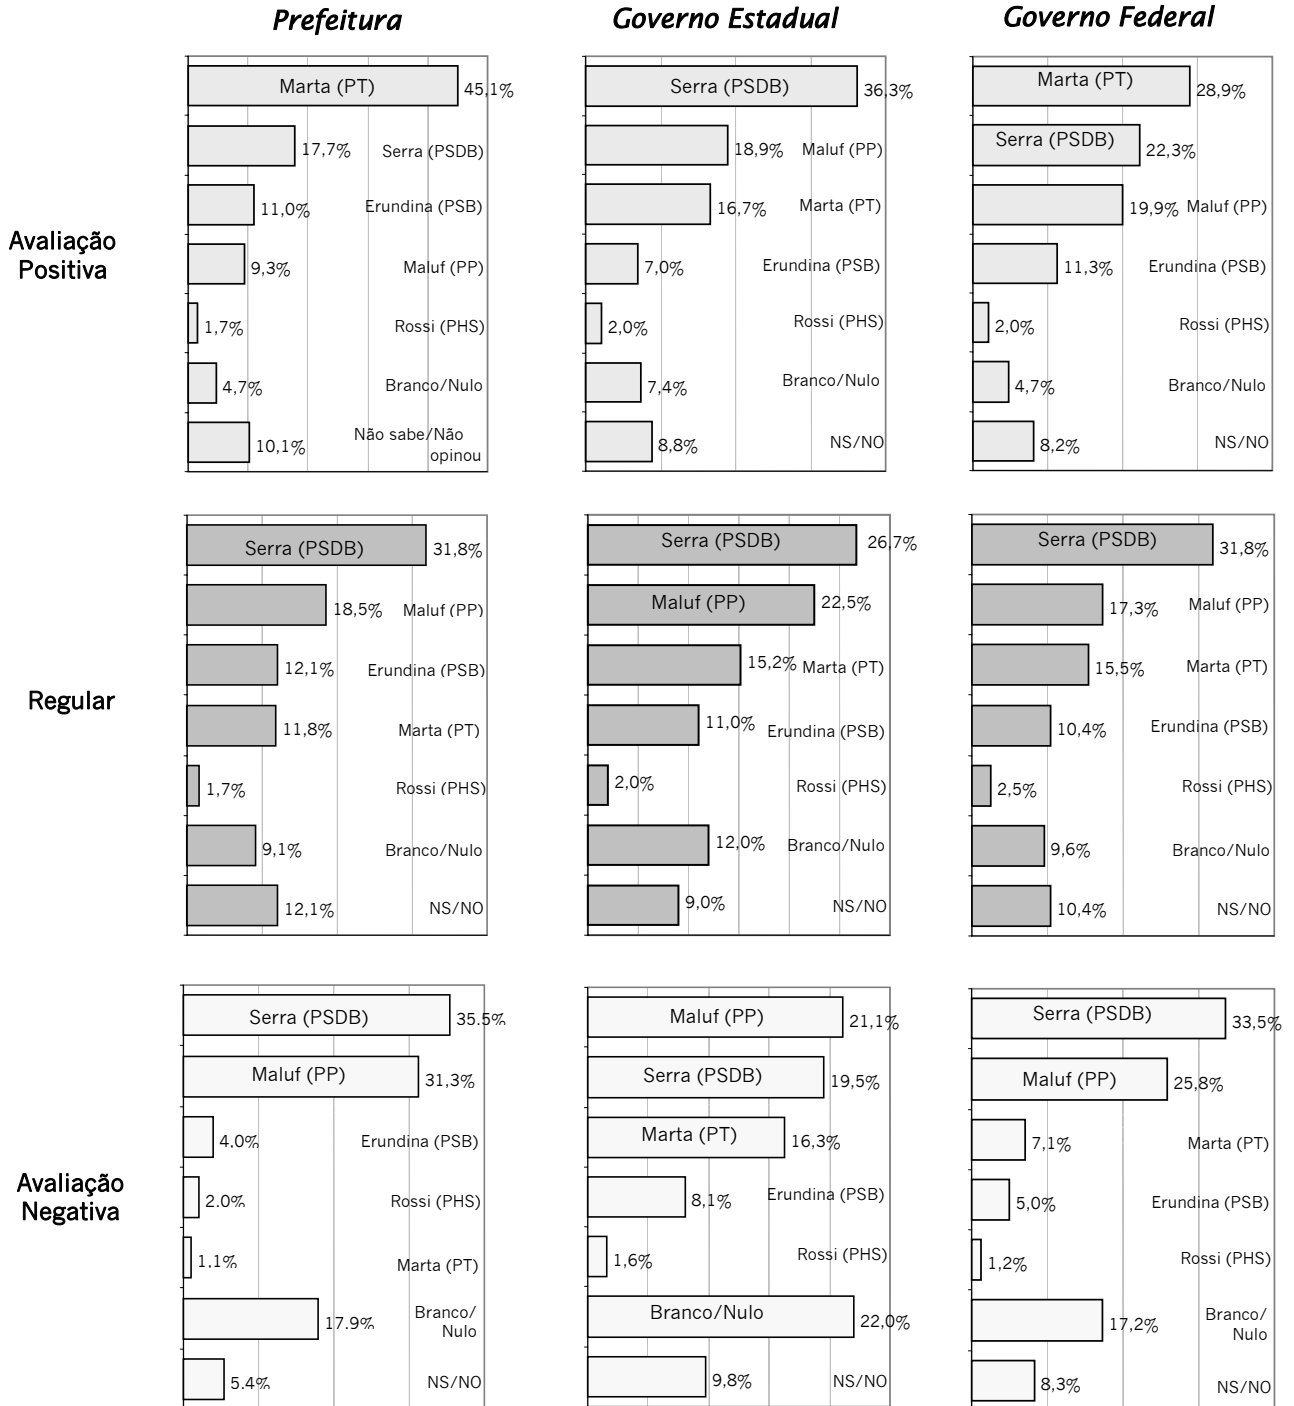 Prefeitura
Governo Estadual
Governo Federal
Avaliação
Positiva
Marta (PT) 45,1%
17,7% Serra (PSDB)
11,0% Erundina (PSB)
9,3% Maluf (PP)
1,7% Rossi (PHS)
4,7% Branco/Nulo
10,1% Não sabe/Não
opinou
Serra (PSDB) 36,3%
18,9% Maluf (PP)
16,7% Marta (PT)
7,0% Erundina (PSB)
2,0% Rossi (PHS)
7,4% Branco/Nulo
8,8% NS/NO
Marta (PT) 28,9%
Serra (PSDB) 22,3%
19,9% Maluf (PP)
11,3% Erundina (PSB)
2,0% Rossi (PHS)
4,7% Branco/Nulo
8,2% NS/NO
Regular
Serra (PSDB) 31,8%
18,5% Maluf (PP)
12,1% Erundina (PSB)
11,8% Marta (PT)
1,7% Rossi (PHS)
9,1% Branco/Nulo
12,1% NS/NO
Serra (PSDB) 26,7%
Maluf (PP) 22,5%
15,2% Marta (PT)
11,0% Erundina (PSB)
2,0% Rossi (PHS)
12,0% Branco/Nulo
9,0% NS/NO
Serra (PSDB) 31,8%
17,3% Maluf (PP)
15,5% Marta (PT)
10,4% Erundina (PSB)
2,5% Rossi (PHS)
9,6% Branco/Nulo
10,4% NS/NO
Avaliação
Negativa
Serra (PSDB) 35.5%
Maluf (PP) 31,3%
4.0% Erundina (PSB)
2.0% Rossi (PHS)
1.1% Marta (PT)
17.9% Branco/
Nulo
5.4% NS/NO
Maluf (PP) 21,1%
Serra (PSDB) 19,5%
Marta (PT) 16,3%
8,1% Erundina (PSB)
1,6% Rossi (PHS)
Branco/Nulo 22,0%
9,8% NS/NO
Serra (PSDB) 33,5%
Maluf (PP) 25,8%
7,1% Marta (PT)
5,0% Erundina (PSB)
1,2% Rossi (PHS)
17,2% Branco/
Nulo
8,3% NS/NO